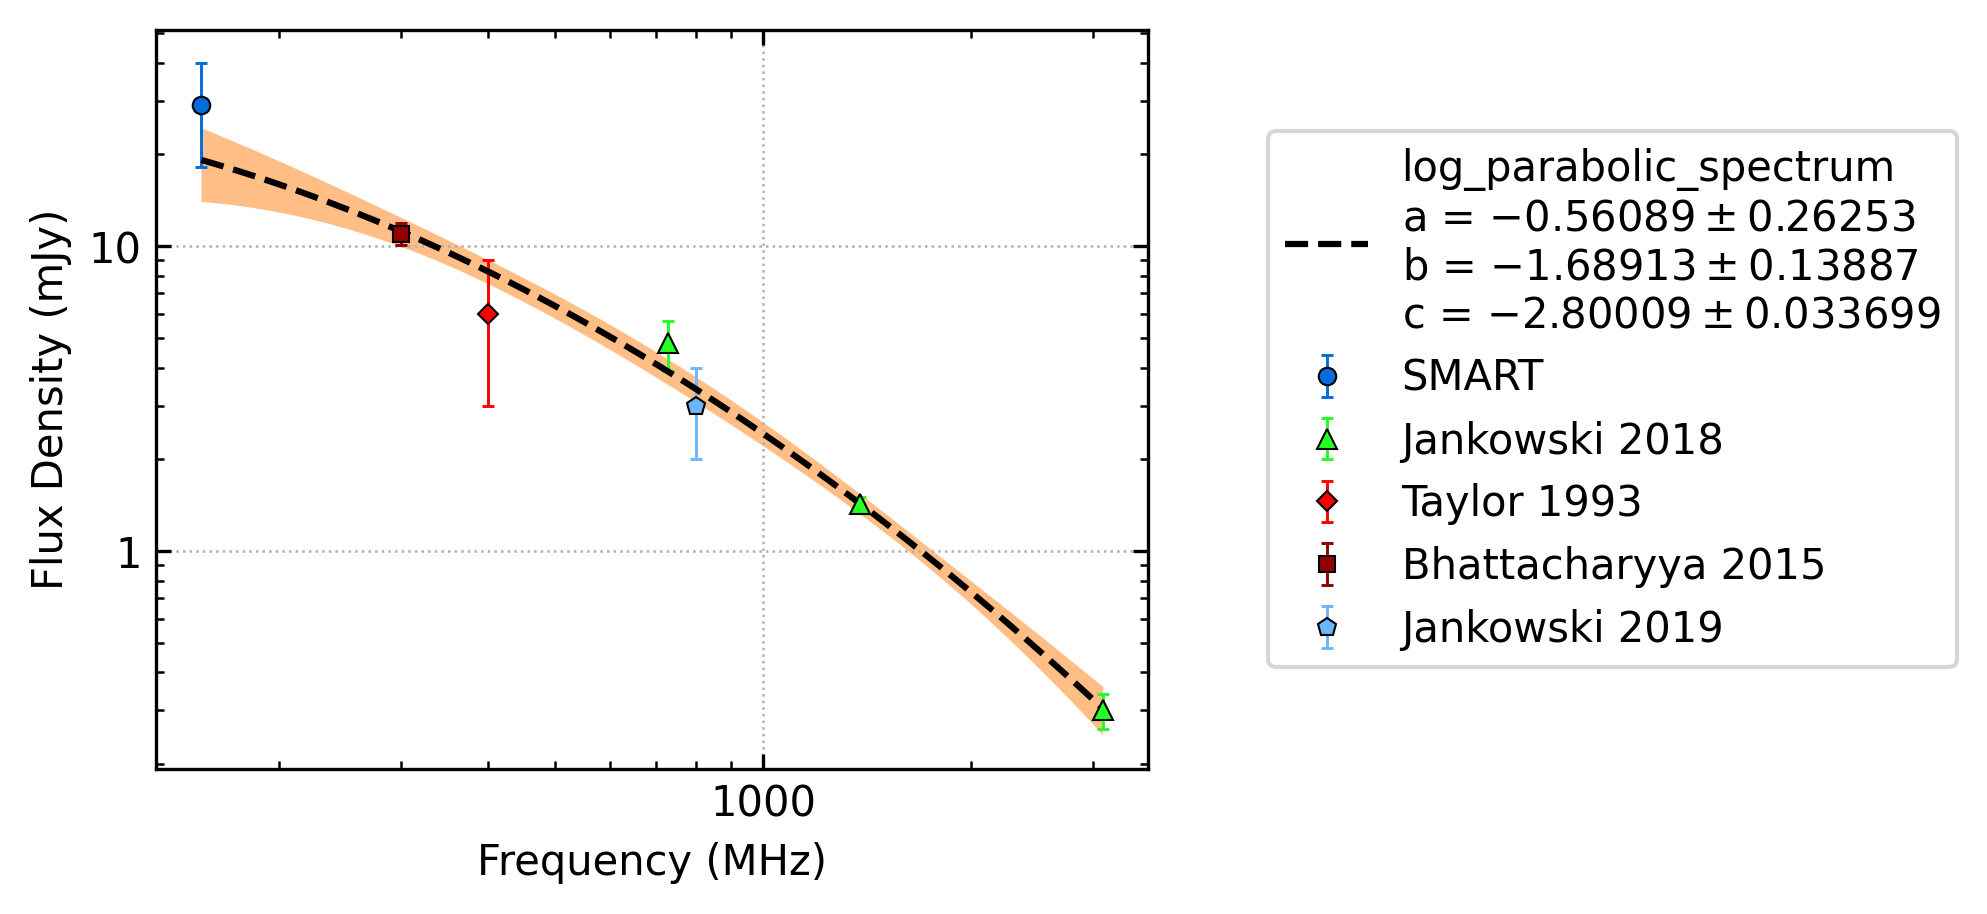 Flux Density (mJy)
10
1
1000
Frequency (MHz)
log_parabolic_spectrum
a = −0.56089 ± 0.26253
b = −1.68913 ± 0.13887
c = −2.80009 ± 0.033699
SMART
Jankowski 2018
Taylor 1993
Bhattacharyya 2015
Jankowski 2019